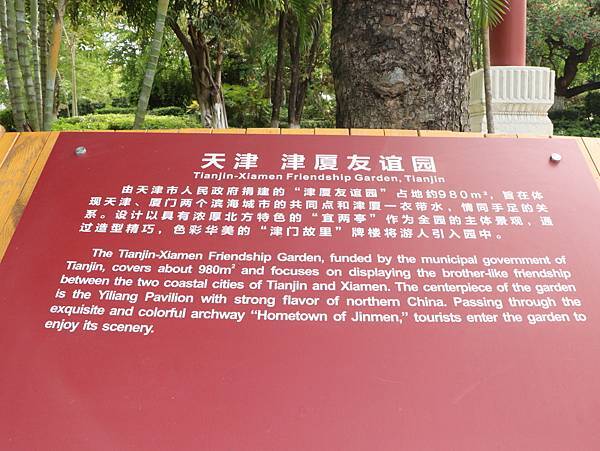 天津 津厦友谊园
Tianjin-Xiamen Friendship Garden, Tianjin
由天津市人民政府捐建的“津厦友谊园”占地约980m²，旨在体
现天津、厦门两个滨海城市的共同点和津厦一衣带水，情同手足的关
系。设计以具有浓厚北方特色的“宜两亭”作为全园的主体景观，通
过造型精巧，色彩华美的“津门故里”牌楼将游人引入园中。
The Tianjin-Xiamen Friendship Garden, funded by the municipal government of
Tianjin, covers about 980m² and focuses on displaying the brother-like friendship
between the two coastal cities of Tianjin and Xiamen. The centerpiece of the garden
is the Yiliang Pavilion with strong flavor of northern China. Passing through the
exquisite and colorful archway “Hometown of Jinmen,” tourists enter the garden to
enjoy its scenery.